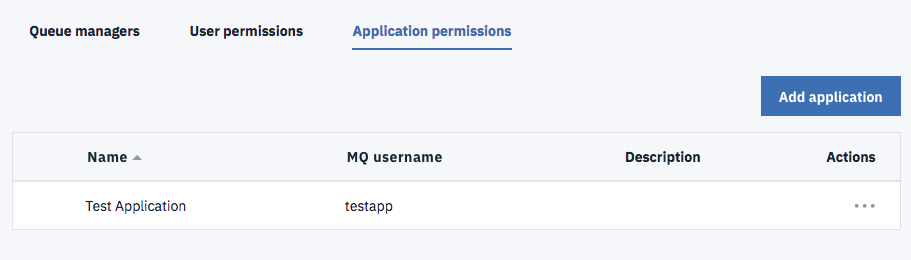 Queue managers User permissions Application permissions
Add application
Name MQ username Description Actions
Test Application testapp